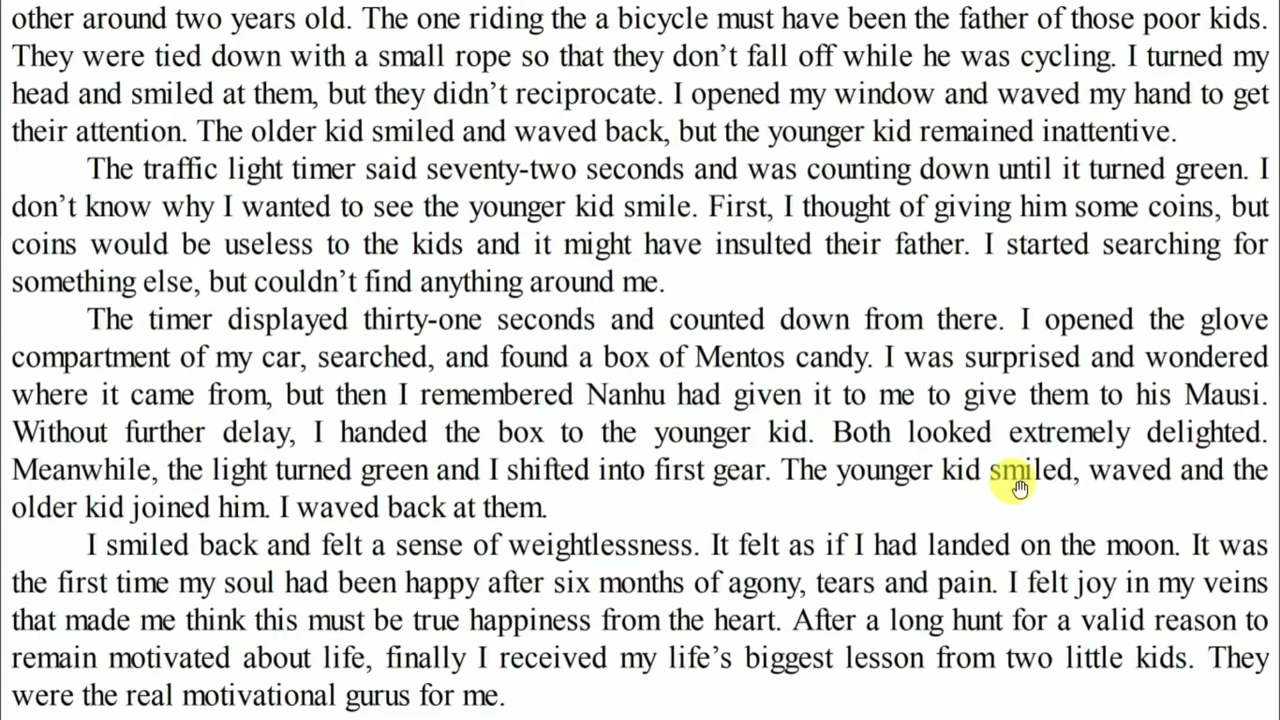 other around two years old. The one riding the a bicycle must have been the father of those poor kids.
They were tied down with a small rope so that they don’t fall off while he was cycling. I turned my
head and smiled at them, but they didn’t reciprocate. I opened my window and waved my hand to get
their attention. The older kid smiled and waved back, but the younger kid remained inattentive.
The traffic light timer said seventy-two seconds and was counting down until it turned green. I
don’t know why I wanted to see the younger kid smile. First, I thought of giving him some coins, but
coins would be useless to the kids and it might have insulted their father. I started searching for
something else, but couldn’t find anything around me.
The timer displayed thirty-one seconds and counted down from there. I opened the glove
compartment of my car, searched, and found a box of Mentos candy. I was surprised and wondered
where it came from, but then I remembered Nanhu had given it to me to give them to his Mausi.
Without further delay, I handed the box to the younger kid. Both looked extremely delighted.
Meanwhile, the light turned green and I shifted into first gear. The younger kid smiled, waved and the
older kid joined him. I waved back at them.
I smiled back and felt a sense of weightlessness. It felt as if I had landed on the moon. It was
the first time my soul had been happy after six months of agony, tears and pain. I felt joy in my veins
that made me think this must be true happiness from the heart. After a long hunt for a valid reason to
remain motivated about life, finally I received my life’s biggest lesson from two little kids. They
were the real motivational gurus for me.